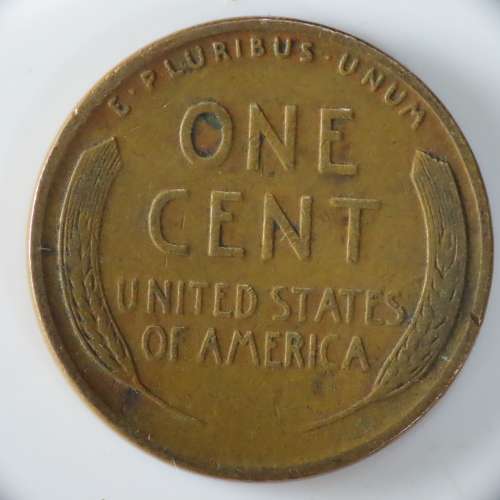 E · PLURIBUS · UNUM
ONE
CENT
UNITED STATES
OF AMERICA